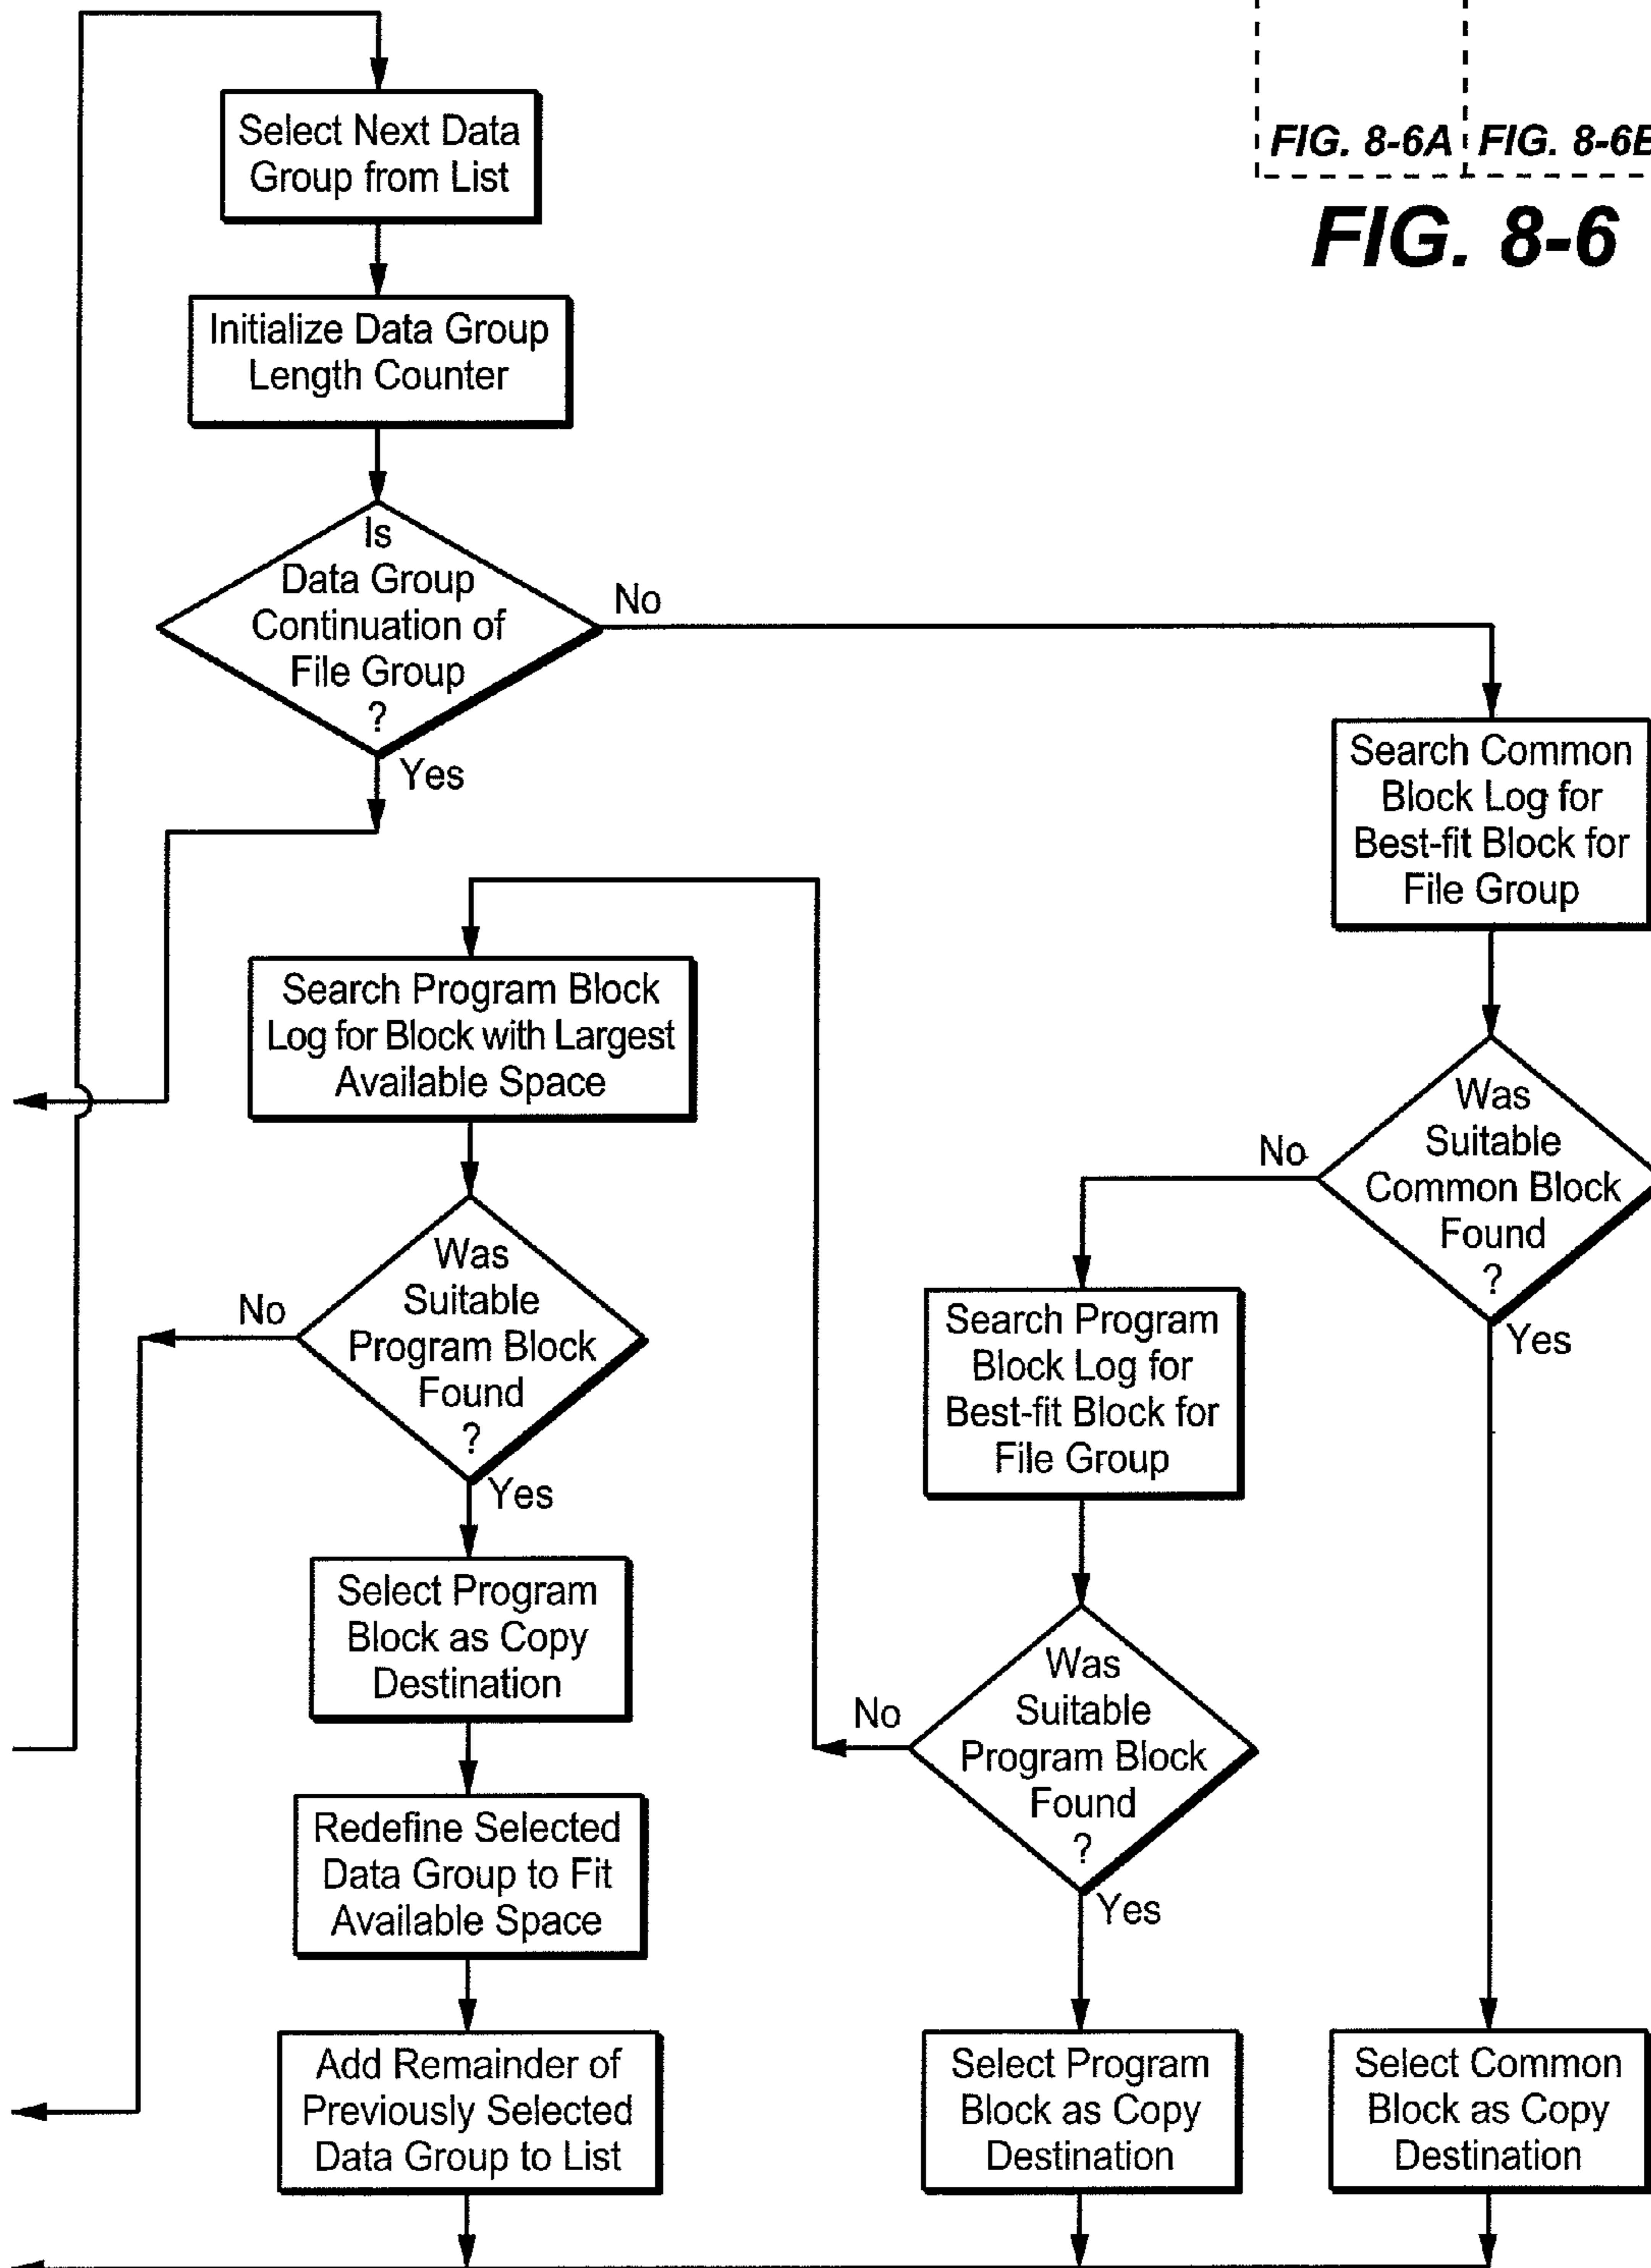 FIG. 8-6A
FIG. 8-6B
FIG. 8-6
Select Next Data
Group from List
Initialize Data Group
Length Counter
Is
Data Group
Continuation of
File Group
?
No
Yes
Search Common
Block Log for
Best-fit Block for
File Group
Was
Suitable
Common Block
Found
?
No
Yes
Search Program Block
Log for Block with Largest
Available Space
Was
Suitable
Program Block
Found
?
No
Yes
Search Program
Block Log for
Best-fit Block for
File Group
Was
Suitable
Program Block
Found
?
No
Yes
Select Program
Block as Copy
Destination
Redefine Selected
Data Group to Fit
Available Space
Add Remainder of
Previously Selected
Data Group to List
Select Program
Block as Copy
Destination
Select Common
Block as Copy
Destination